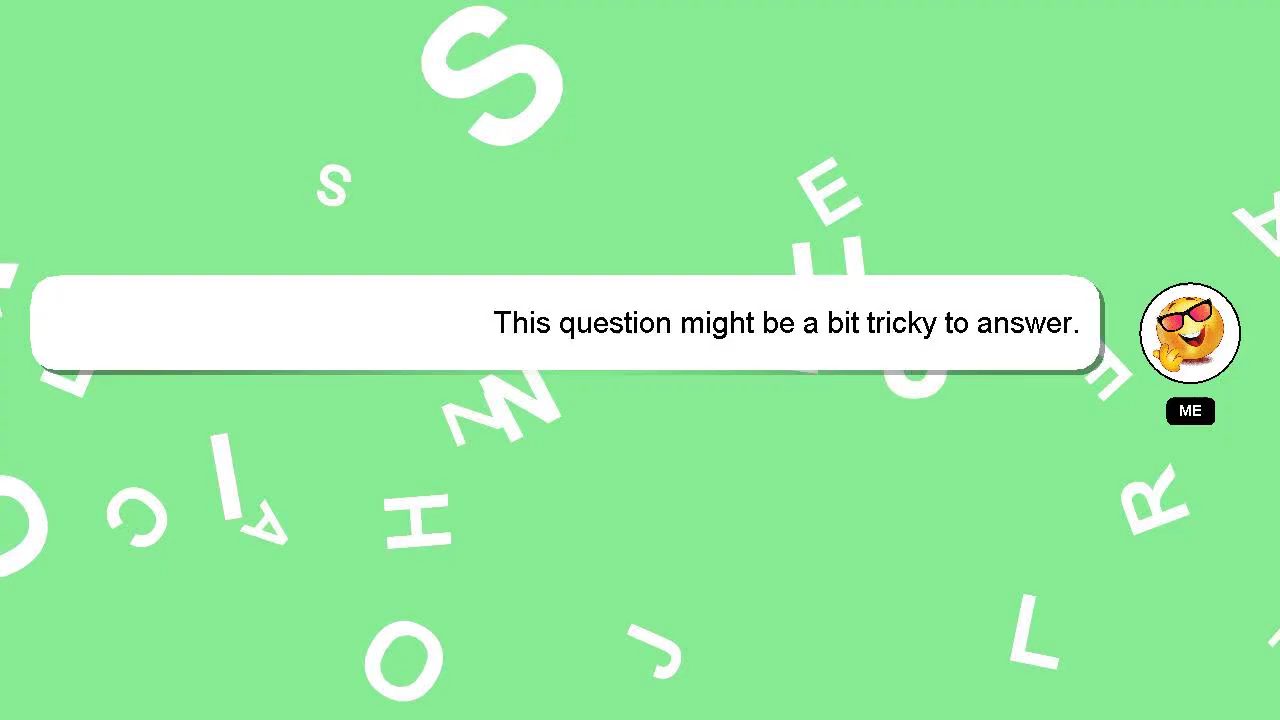 S
S
E
This question might be a bit tricky to answer.
ME
N
N
E
I
C
A
H
R
O
J
L